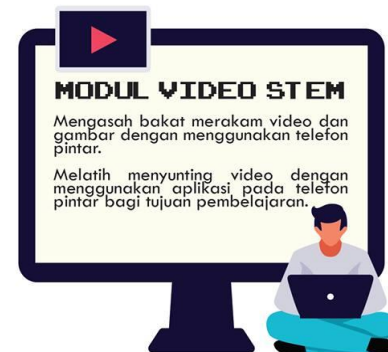 MODUL VIDEO STEM
Mengasah bakat merakam video dan
gambar dengan menggunakan telefon
pintar.
Melatih menyunting video dengan
menggunakan aplikasi pada telefon
pintar bagi tujuan pembelajaran.